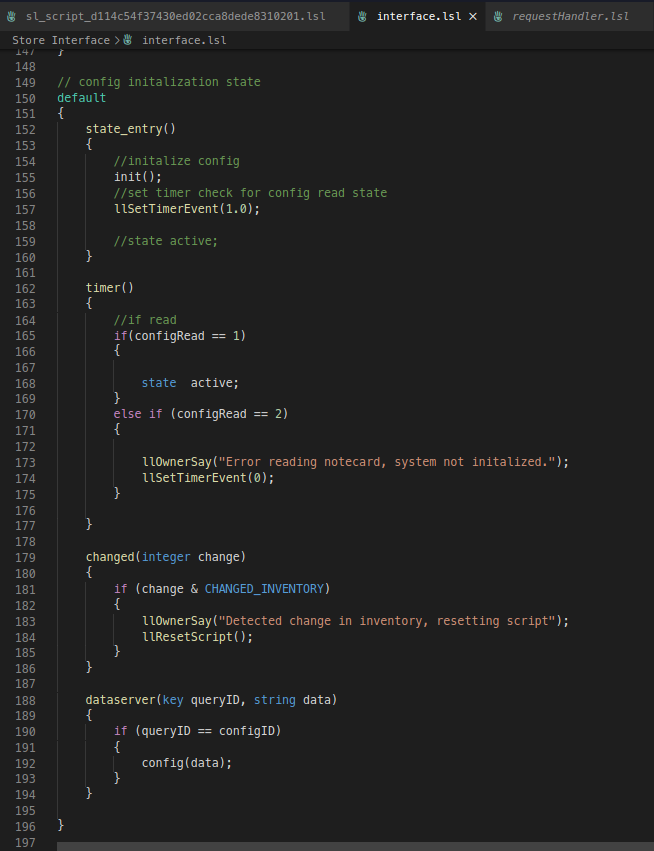 sl_script_d114c54f37430ed02cca8dede8310201.lsl interface.lsl × requestHandler.lsl
Store Interface > interface.lsl
147 }
148
149 // config initalization state
150 default
151 {
152 state_entry()
153 {
154 //initalize config
155 init();
156 //set timer check for config read state
157 llSetTimerEvent(1.0);
158
159 //state active;
160 }
161
162 timer()
163 {
164 //if read
165 if(configRead == 1)
166 {
167
168 state  active;
169 }
170 else if (configRead == 2)
171 {
172
173 llOwnerSay("Error reading notecard, system not initalized.");
174 llSetTimerEvent(0);
175 }
176
177 }
178
179 changed(integer change)
180 {
181 if (change & CHANGED_INVENTORY)
182 {
183 llOwnerSay("Detected change in inventory, resetting script");
184 llResetScript();
185 }
186 }
187
188 dataserver(key queryID, string data)
189 {
190 if (queryID == configID)
191 {
192 config(data);
193 }
194 }
195
196 }
197